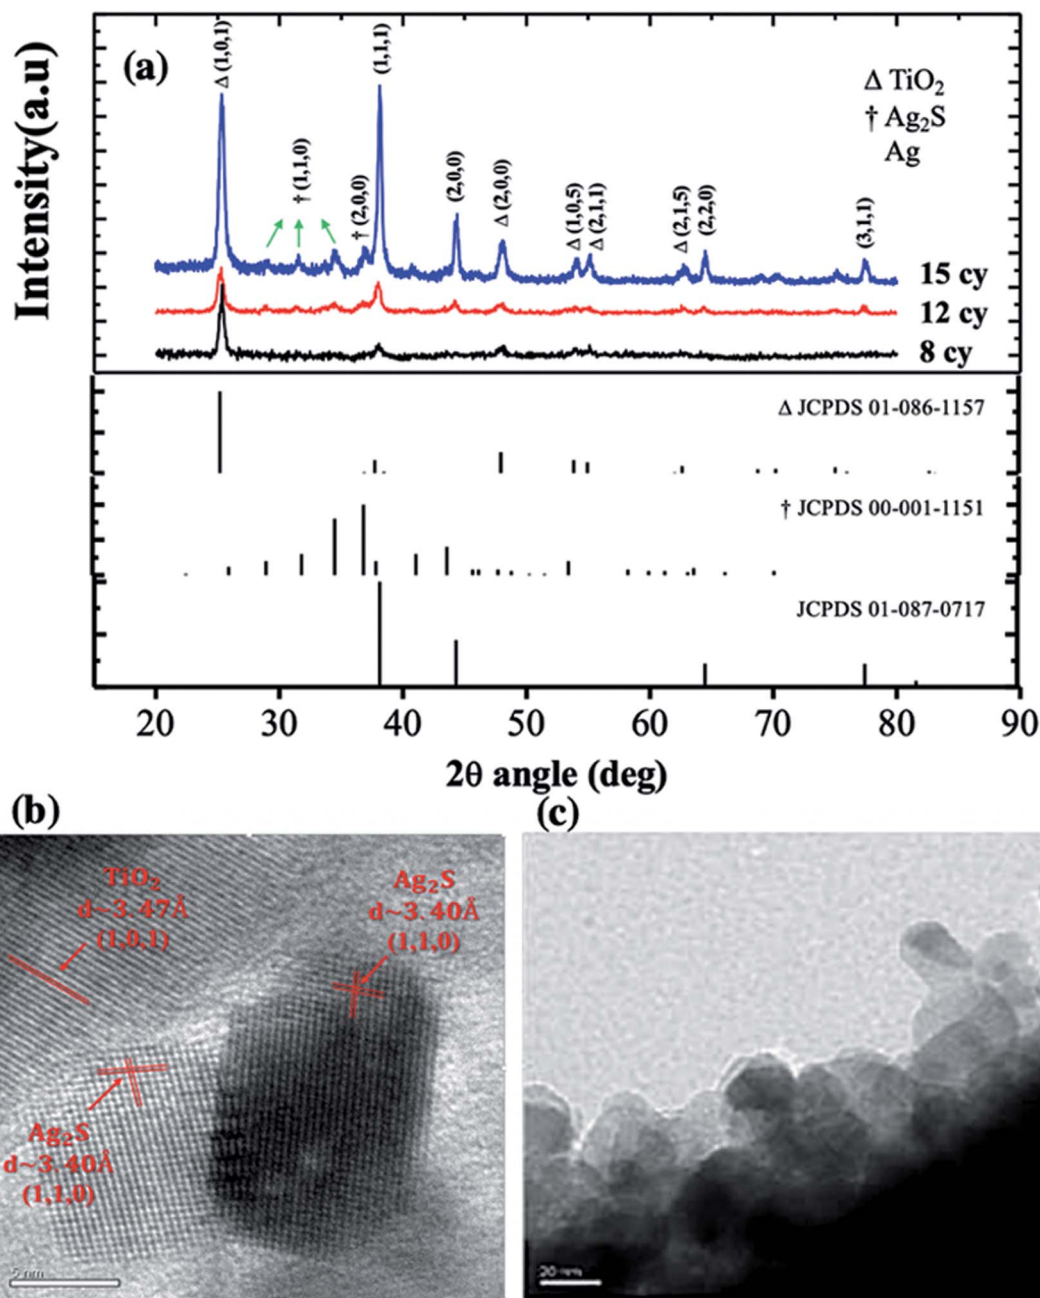 (a)
Intensity(a.u)
Δ (1,0,1)
† (1,1,0)
† (2,0,0)
(1,1,1)
(2,0,0)
Δ (2,0,0)
Δ (1,0,5)
Δ (2,1,1)
Δ (2,1,5)
(2,2,0)
(3,1,1)
Δ TiO₂
† Ag₂S
Ag
15 cy
12 cy
8 cy
Δ JCPDS 01-086-1157
† JCPDS 00-001-1151
JCPDS 01-087-0717
20 30 40 50 60 70 80 90
2θ angle (deg)
(b)
TiO₂
d~3.47Å
(1,0,1)
Ag₂S
d~3.40Å
(1,1,0)
Ag₂S
d~3.40Å
(1,1,0)
5 nm
(c)
20 nm